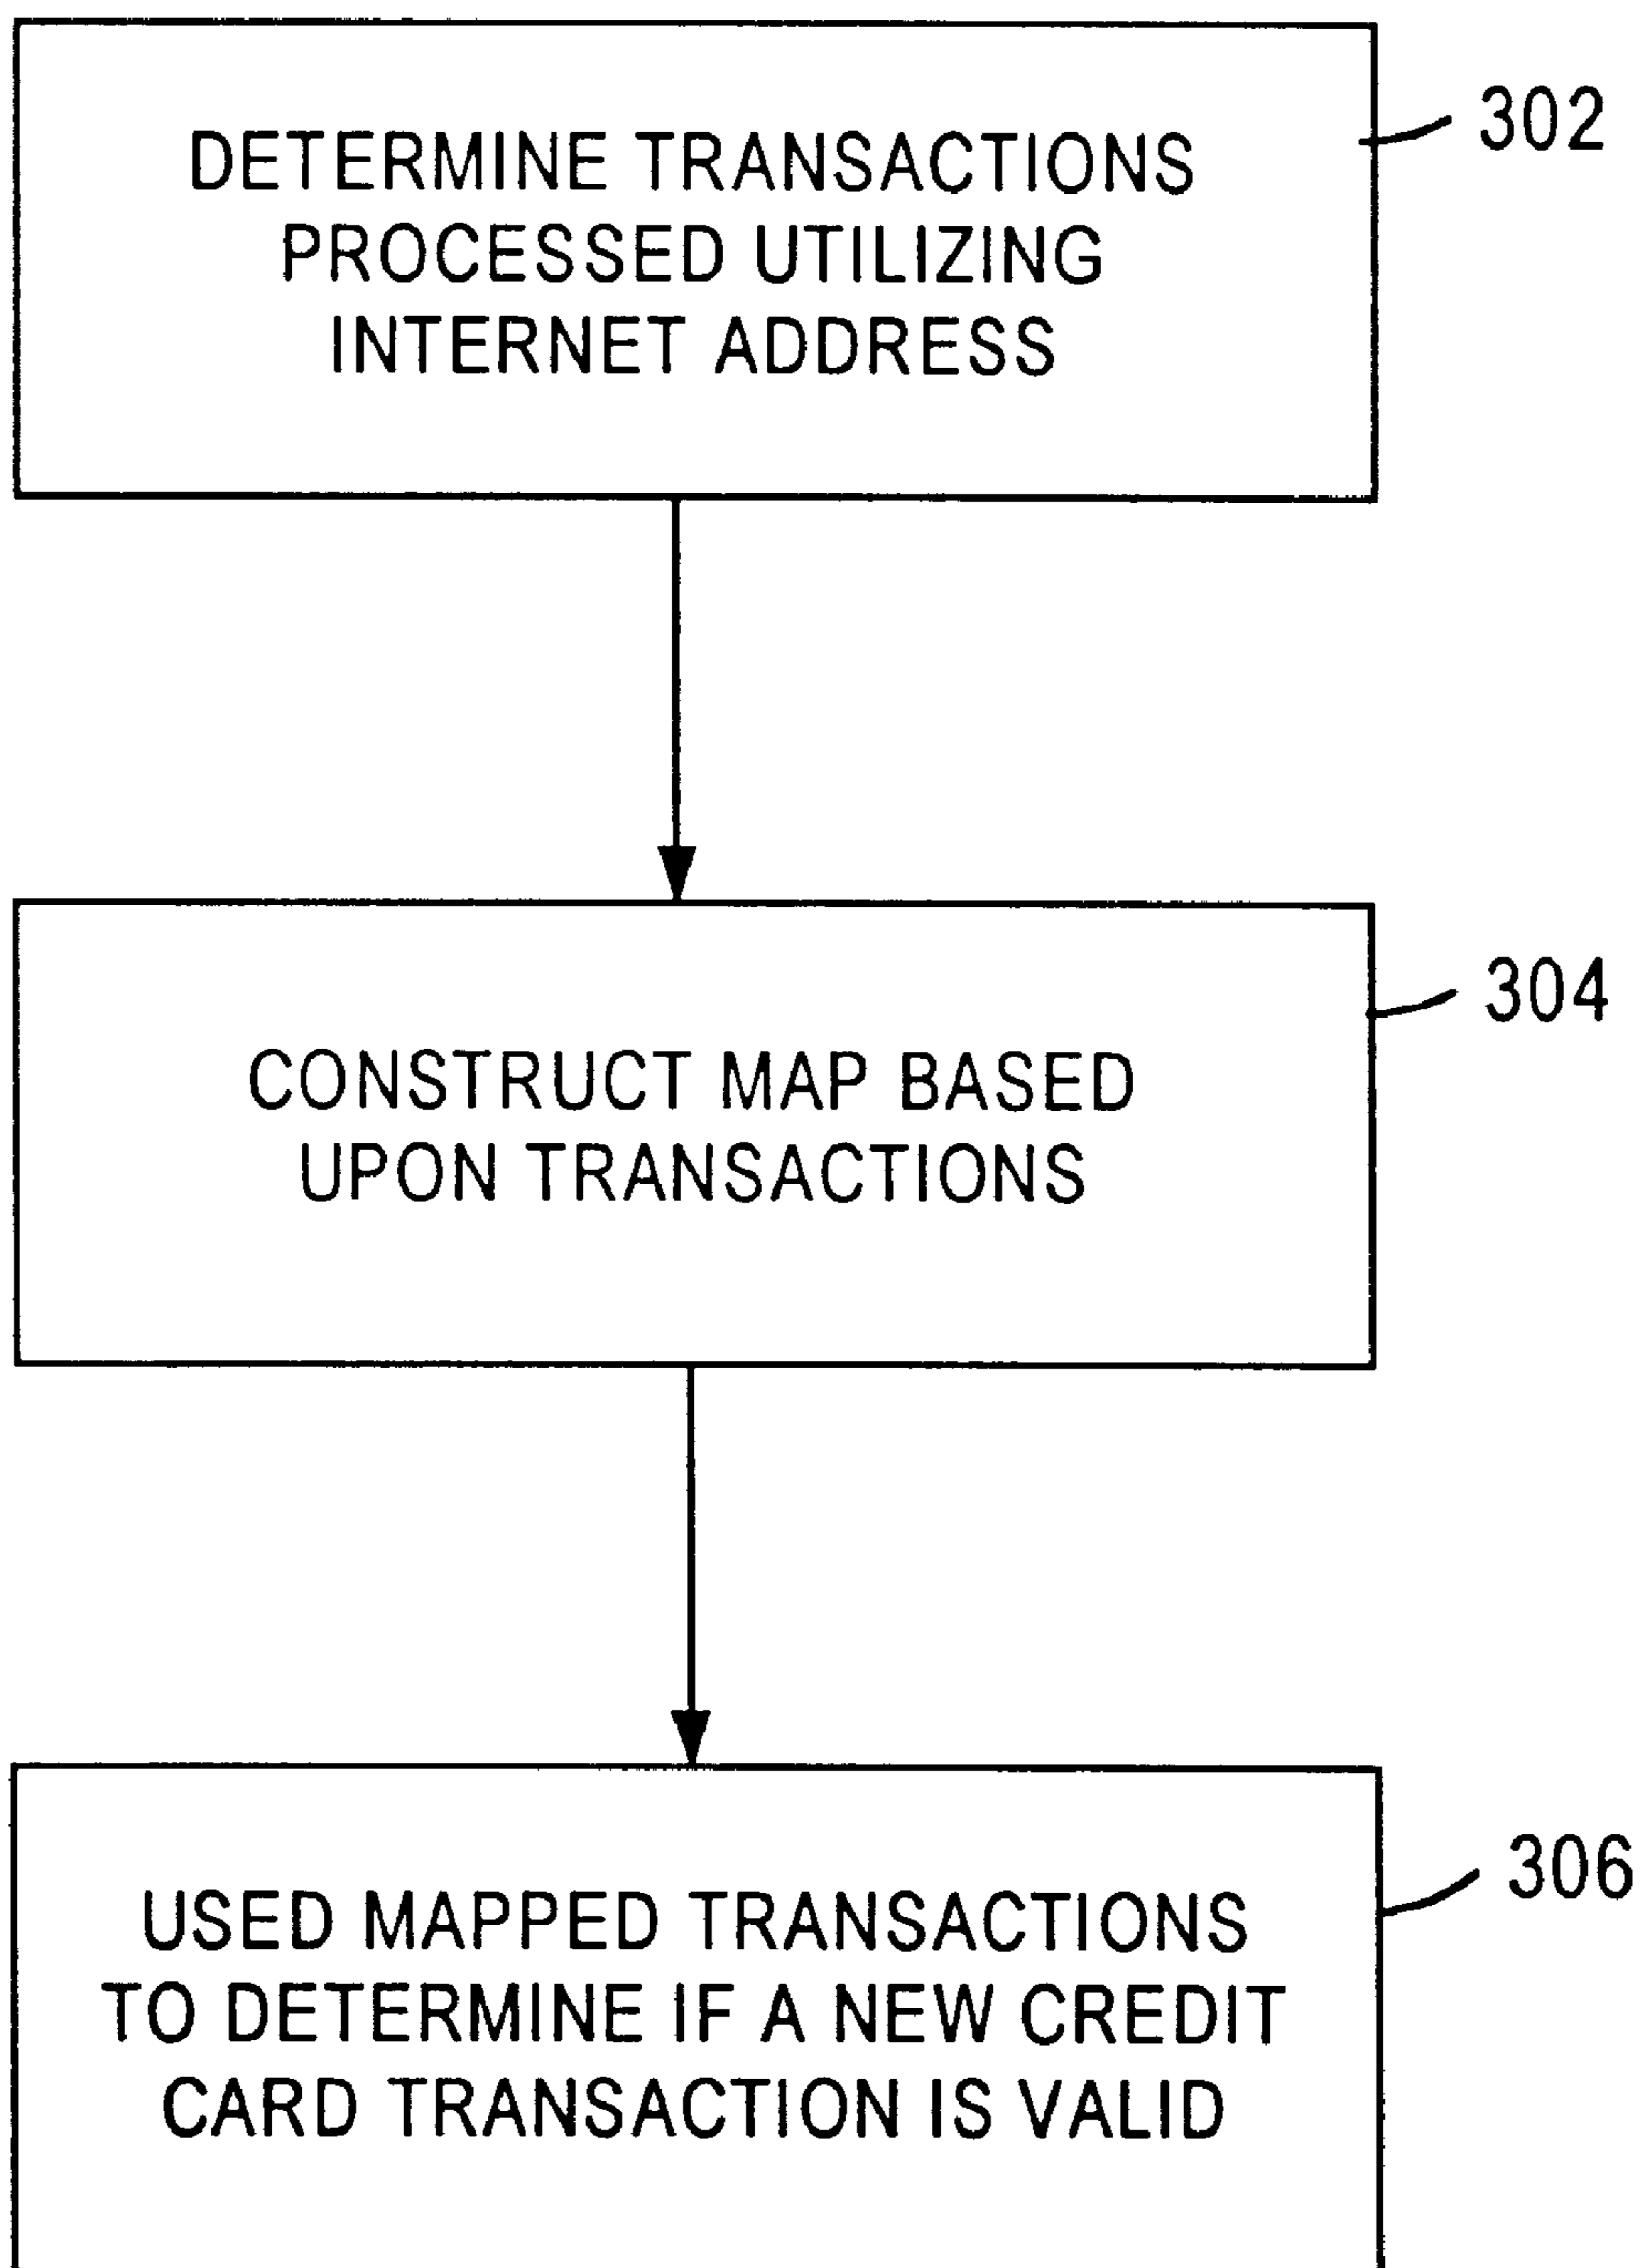 DETERMINE TRANSACTIONS
PROCESSED UTILIZING
INTERNET ADDRESS
302
CONSTRUCT MAP BASED
UPON TRANSACTIONS
304
USED MAPPED TRANSACTIONS
TO DETERMINE IF A NEW CREDIT
CARD TRANSACTION IS VALID
306